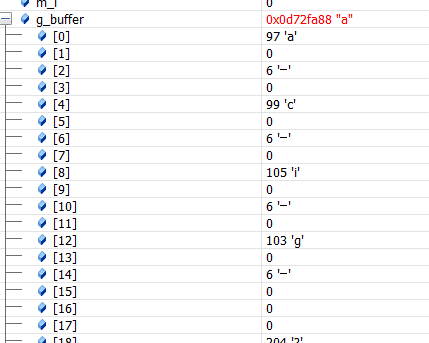 m_i 0
g_buffer 0x0d72fa88 "a"
[0] 97 'a'
[1] 0
[2] 6 '–'
[3] 0
[4] 99 'c'
[5] 0
[6] 6 '–'
[7] 0
[8] 105 'i'
[9] 0
[10] 6 '–'
[11] 0
[12] 103 'g'
[13] 0
[14] 6 '–'
[15] 0
[16] 0
[17] 0
[18] 204 '?'